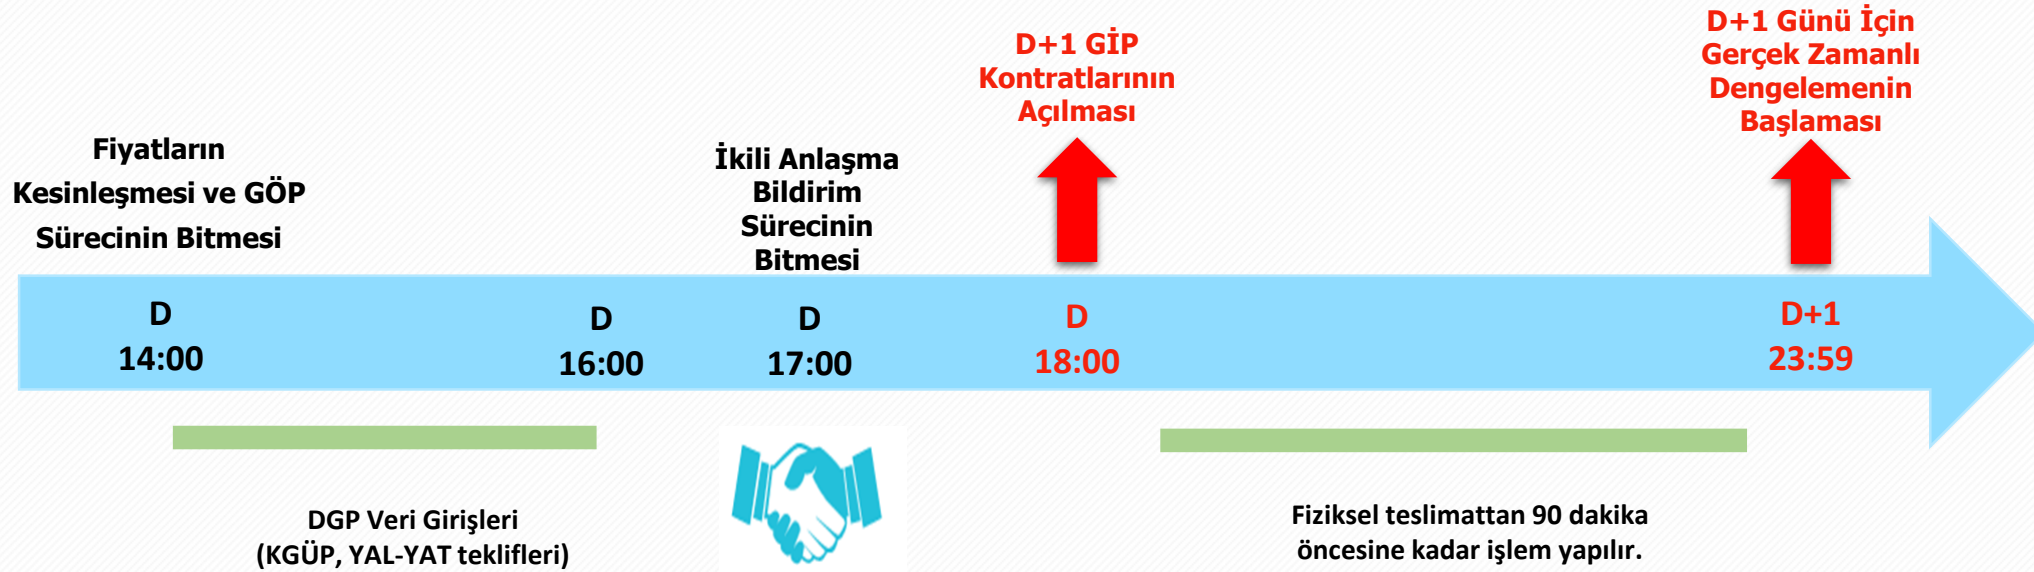 Fiyatların
Kesinleşmesi ve GÖP
Sürecinin Bitmesi
İkili Anlaşma
Bildirim
Sürecinin
Bitmesi
D+1 GİP
Kontratlarının
Açılması
D+1 Günü İçin
Gerçek Zamanlı
Dengelemenin
Başlaması
D
14:00
D
16:00
D
17:00
D
18:00
D+1
23:59
DGP Veri Girişleri
(KGÜP, YAL-YAT teklifleri)
Fiziksel teslimattan 90 dakika
öncesine kadar işlem yapılır.